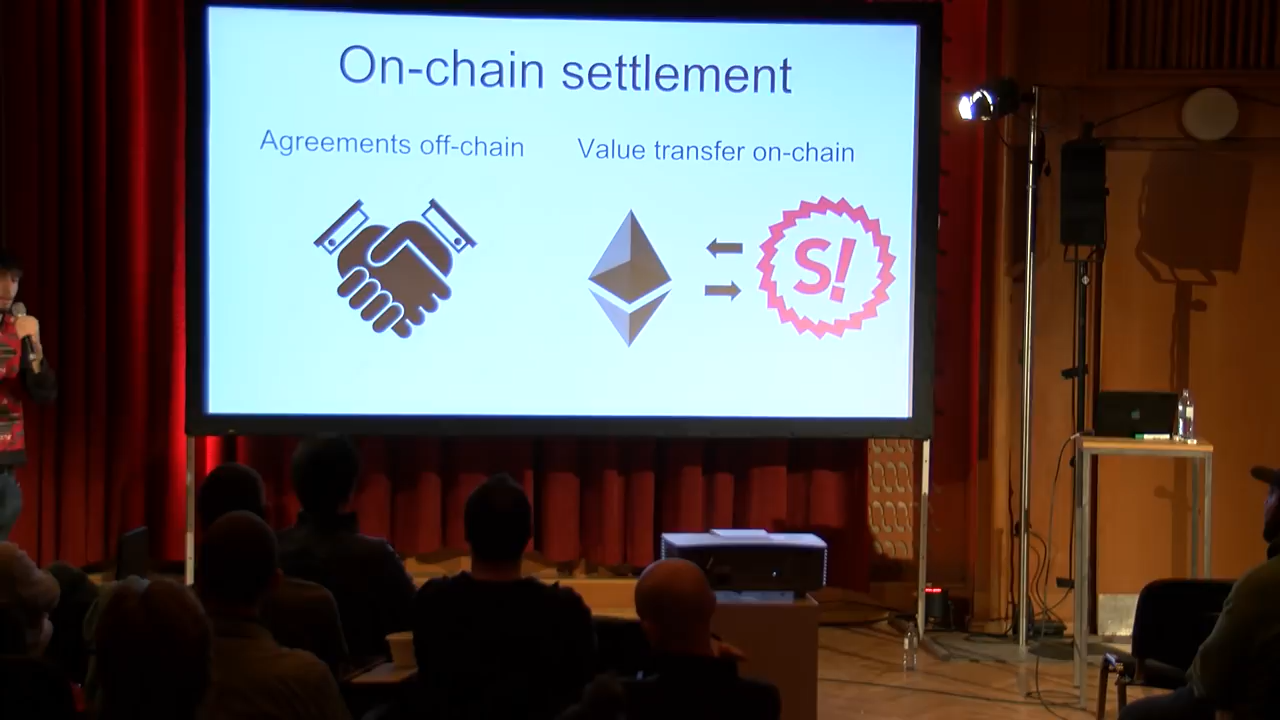 On-chain settlement
Agreements off-chain
Value transfer on-chain
S!